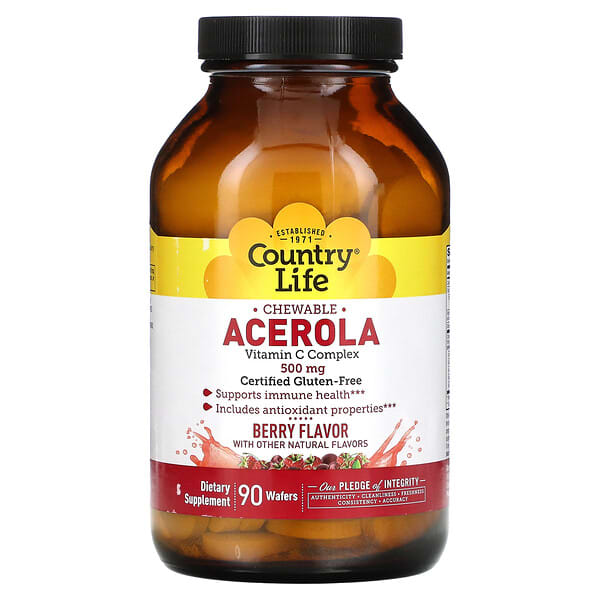 • ESTABLISHED •
1971
Country®
Life
• CHEWABLE •
ACEROLA
Vitamin C Complex
500 mg
Certified Gluten-Free
• Supports immune health***
• Includes antioxidant properties***
•••••
BERRY FLAVOR
WITH OTHER NATURAL FLAVORS
Dietary
Supplement
90 Wafers
Our PLEDGE of INTEGRITY
AUTHENTICITY • CLEANLINESS • FRESHNESS
CONSISTENCY • ACCURACY